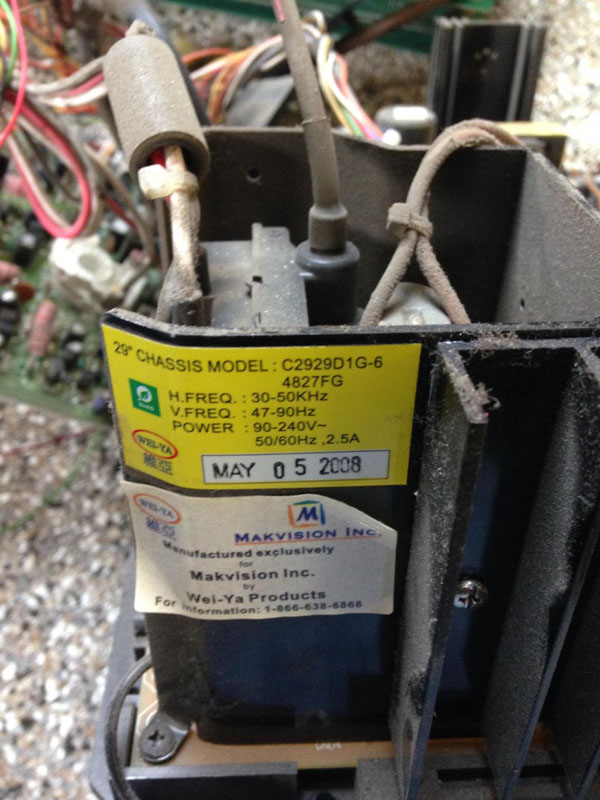 29" CHASSIS MODEL : C2929D1G-6
4827FG
H.FREQ. : 30-50KHz
V.FREQ. : 47-90Hz
POWER : 90-240V~
50/60Hz ,2.5A
WEI-YA
MAY 05 2008
WEI-YA
M
MAKVISION INC.
Manufactured exclusively
for
Makvision Inc.
by
Wei-Ya Products
For Information: 1-866-638-6868